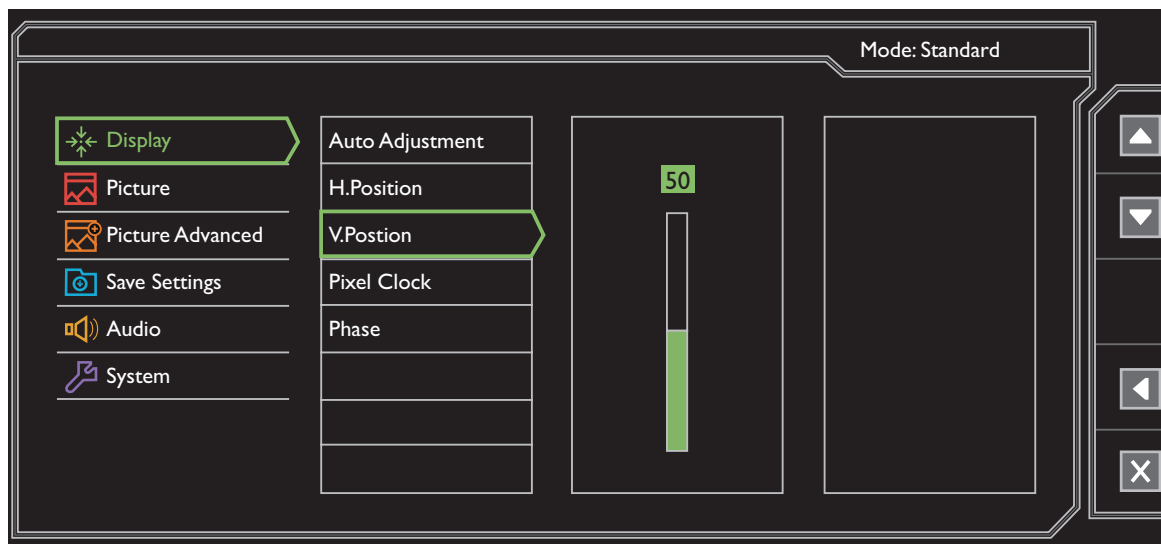 Mode: Standard
Display
Picture
Picture Advanced
Save Settings
Audio
System
Auto Adjustment
H.Position
V.Postion
Pixel Clock
Phase
50